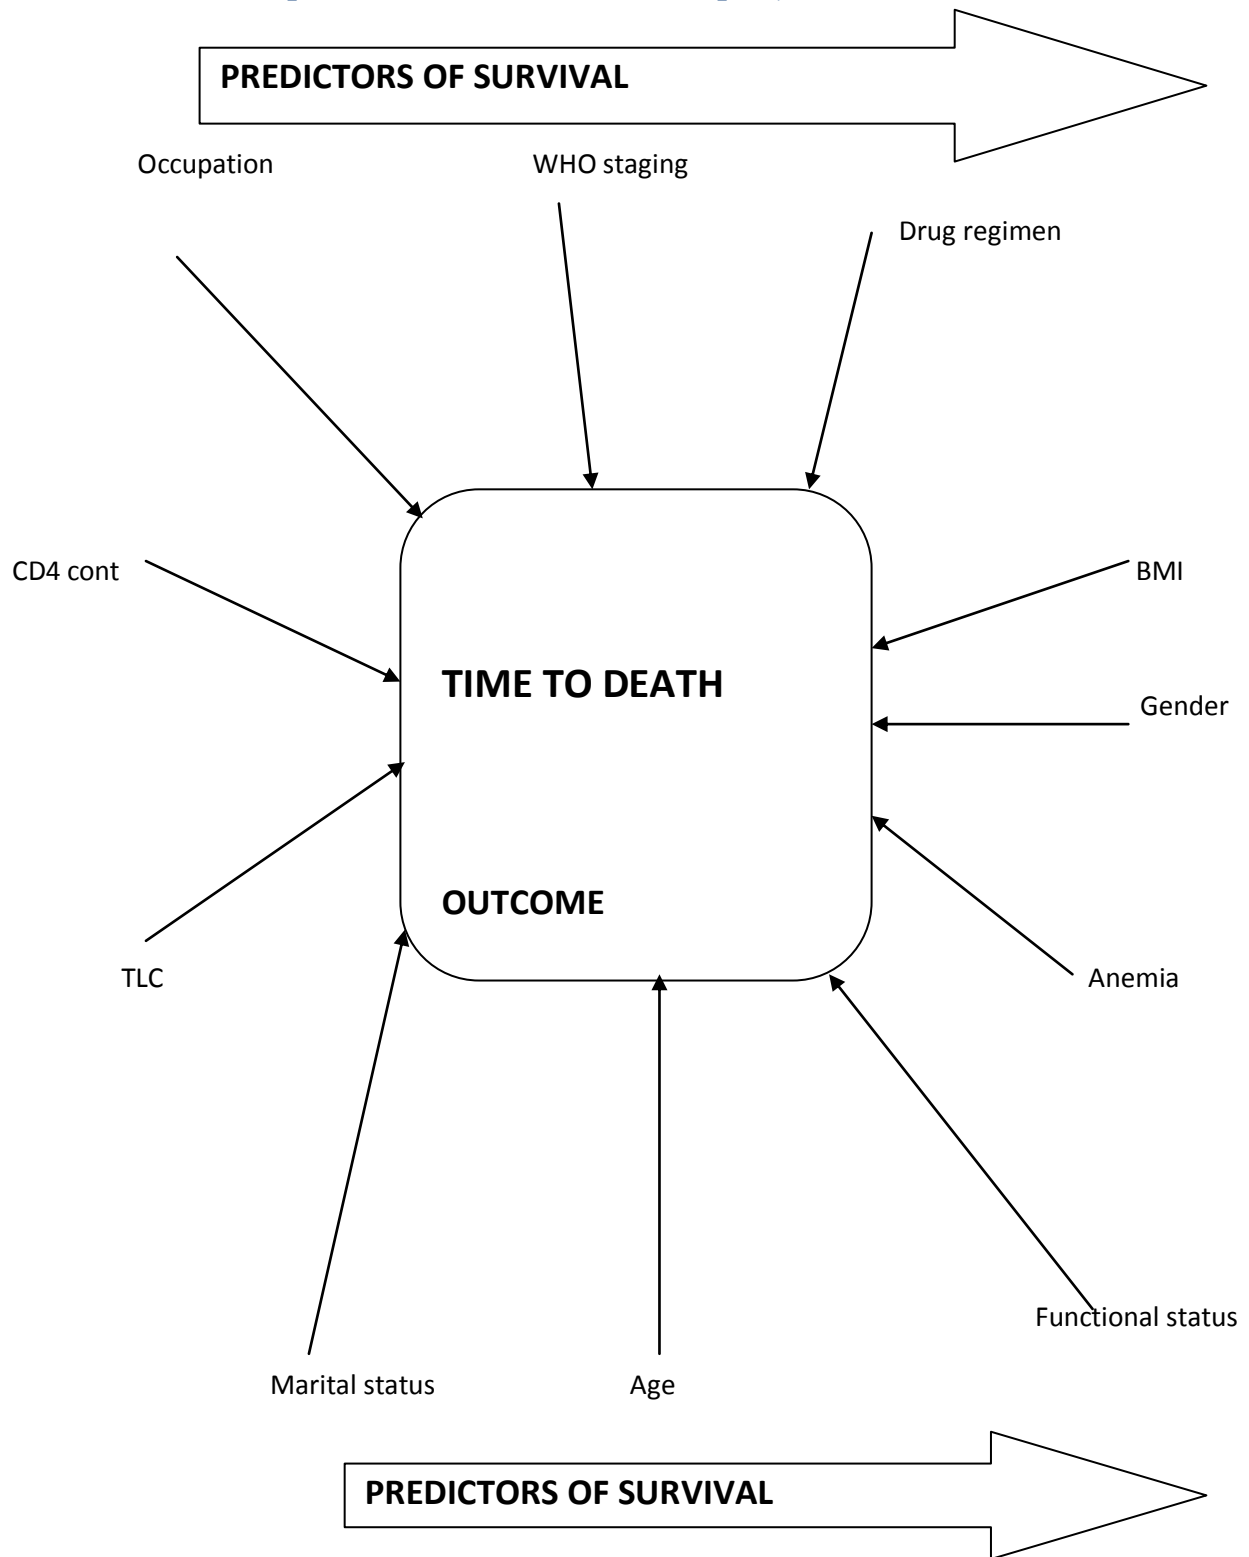 PREDICTORS OF SURVIVAL
Occupation
WHO staging
Drug regimen
CD4 cont
BMI
TIME TO DEATH
Gender
OUTCOME
TLC
Anemia
Functional status
Marital status
Age
PREDICTORS OF SURVIVAL